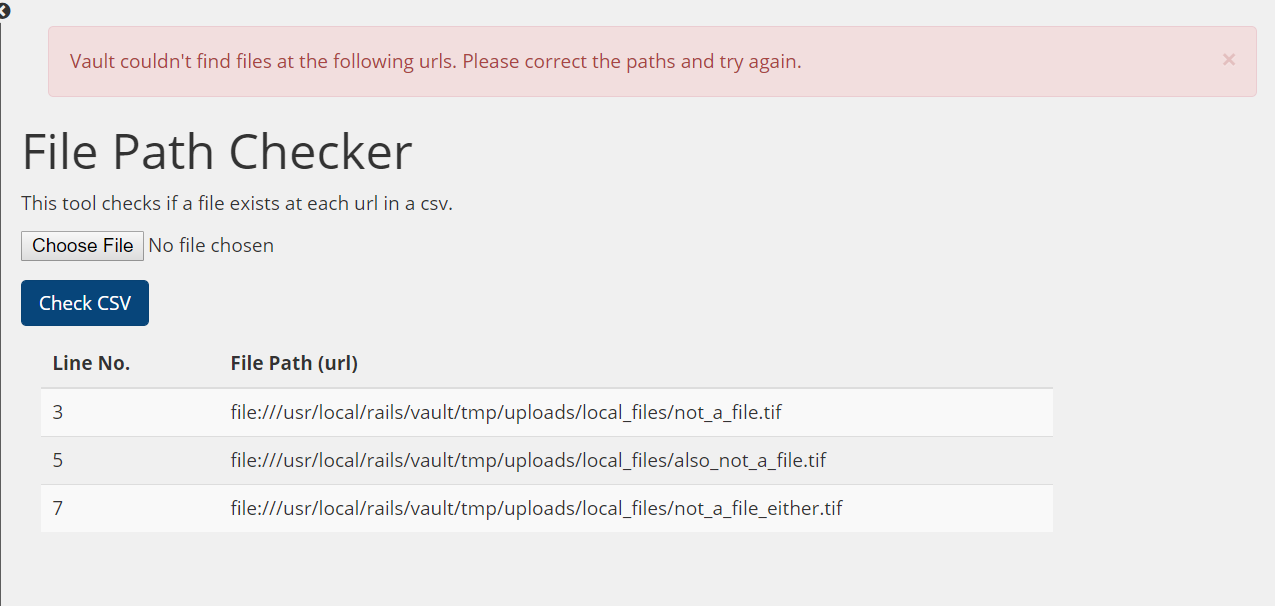 Vault couldn't find files at the following urls. Please correct the paths and try again. ×
File Path Checker
This tool checks if a file exists at each url in a csv.
Choose File No file chosen
Check CSV
Line No. File Path (url)
3 file:///usr/local/rails/vault/tmp/uploads/local_files/not_a_file.tif
5 file:///usr/local/rails/vault/tmp/uploads/local_files/also_not_a_file.tif
7 file:///usr/local/rails/vault/tmp/uploads/local_files/not_a_file_either.tif